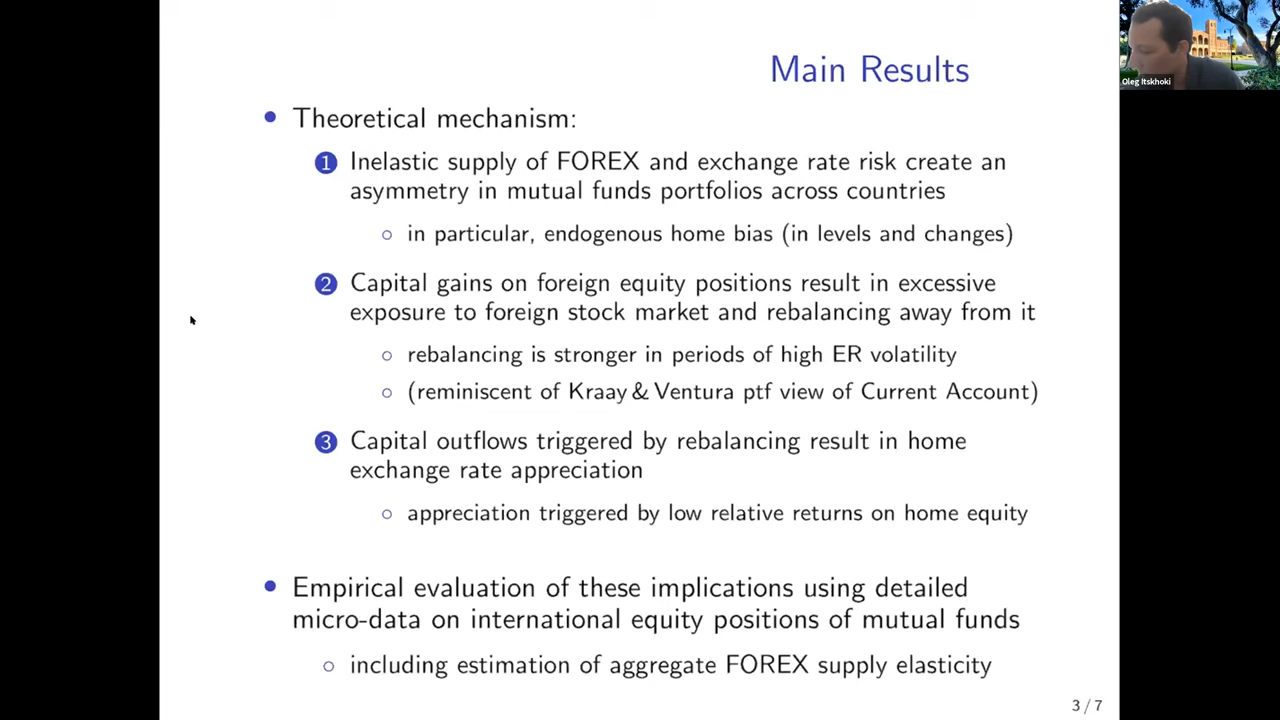 Main Results
Oleg Itskhoki
• Theoretical mechanism:
1 Inelastic supply of FOREX and exchange rate risk create an
asymmetry in mutual funds portfolios across countries
○ in particular, endogenous home bias (in levels and changes)
2 Capital gains on foreign equity positions result in excessive
exposure to foreign stock market and rebalancing away from it
○ rebalancing is stronger in periods of high ER volatility
○ (reminiscent of Kraay & Ventura ptf view of Current Account)
3 Capital outflows triggered by rebalancing result in home
exchange rate appreciation
○ appreciation triggered by low relative returns on home equity
• Empirical evaluation of these implications using detailed
micro-data on international equity positions of mutual funds
○ including estimation of aggregate FOREX supply elasticity
3 / 7